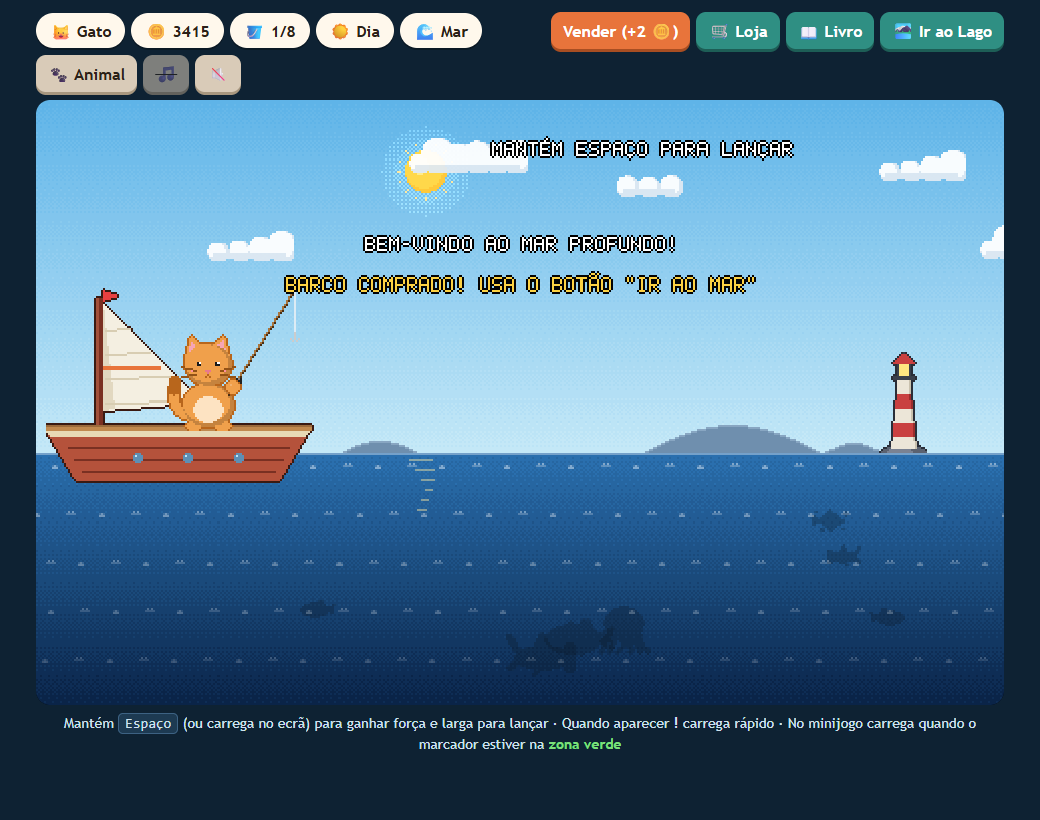 Gato
3415
1/8
Dia
Mar
Vender (+2 )
Loja
Livro
Ir ao Lago
Animal
MANTÉM ESPAÇO PARA LANÇAR
BEM-VINDO AO MAR PROFUNDO!
BARCO COMPRADO! USA O BOTÃO "IR AO MAR"
Mantém Espaço (ou carrega no ecrã) para ganhar força e larga para lançar · Quando aparecer ! carrega rápido · No minijogo carrega quando o
marcador estiver na zona verde